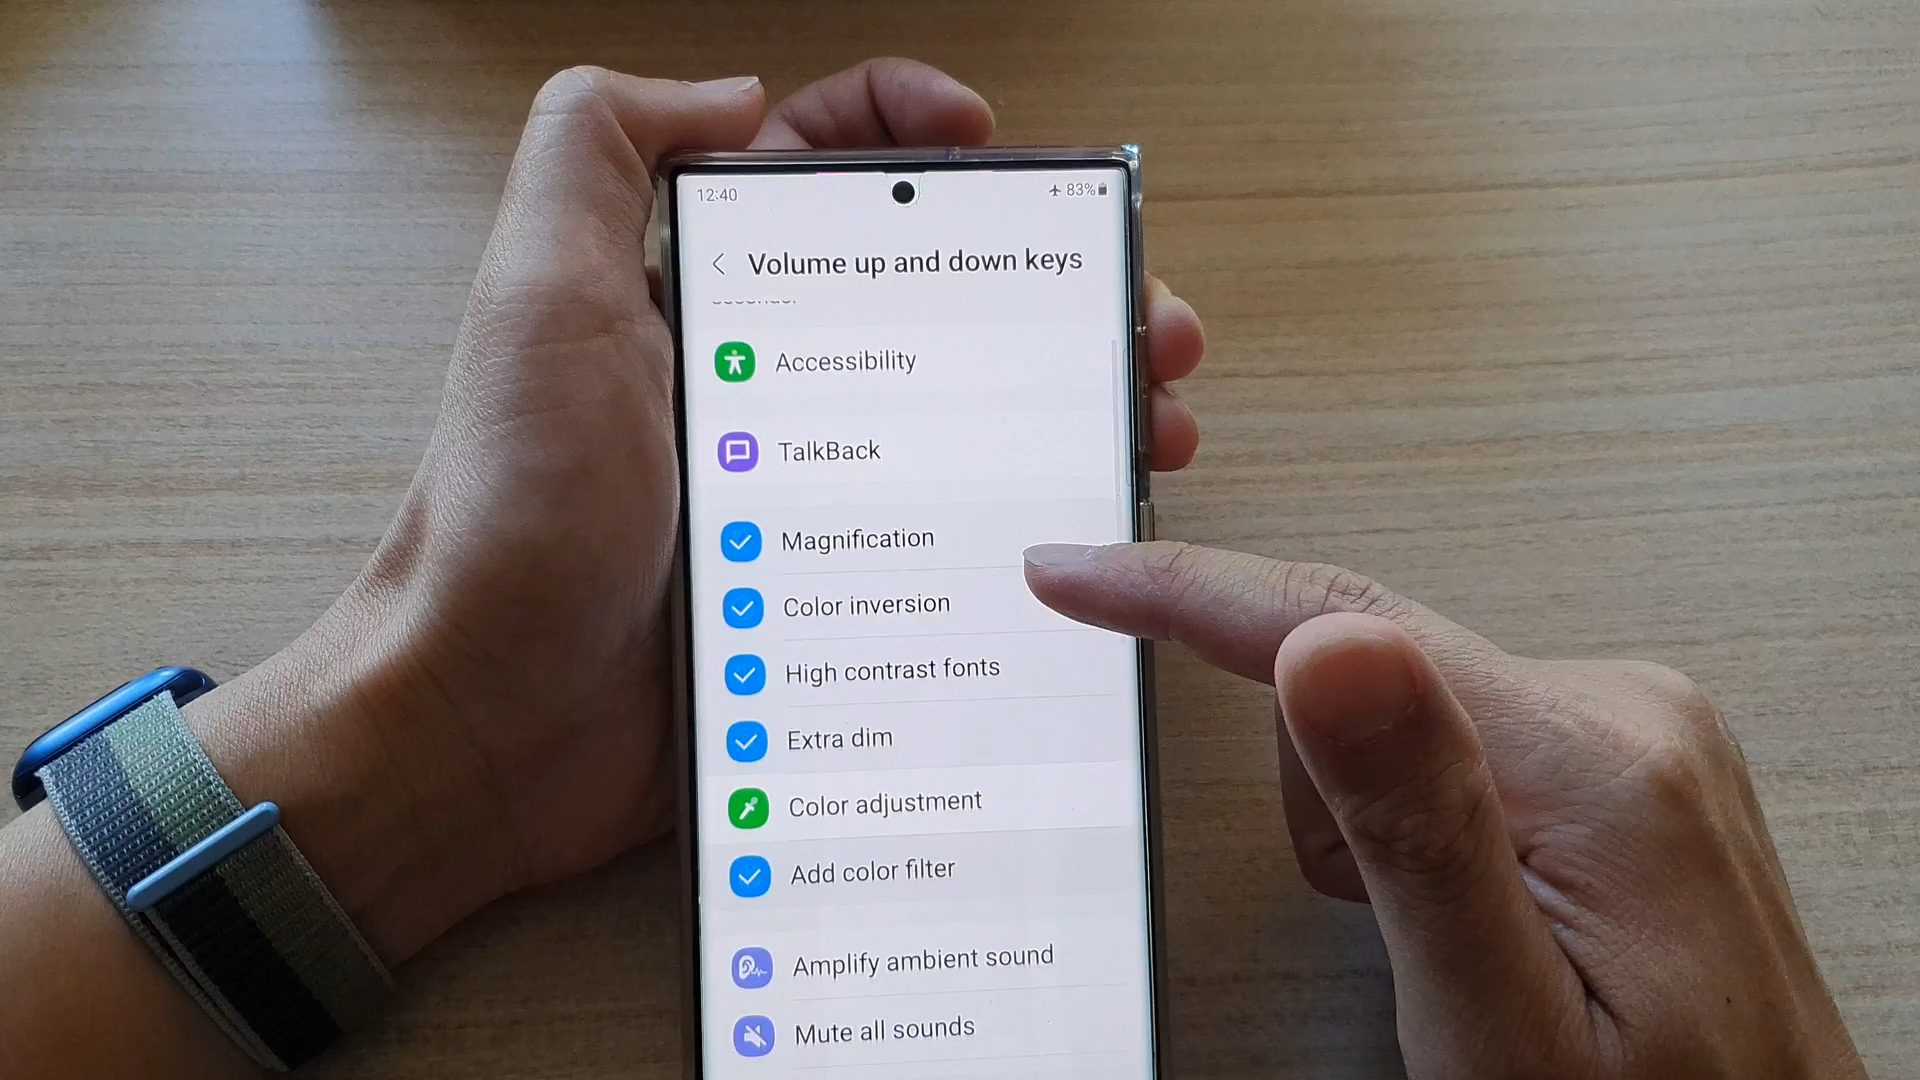 12:40
83%
Volume up and down keys
Accessibility
TalkBack
Magnification
Color inversion
High contrast fonts
Extra dim
Color adjustment
Add color filter
Amplify ambient sound
Mute all sounds